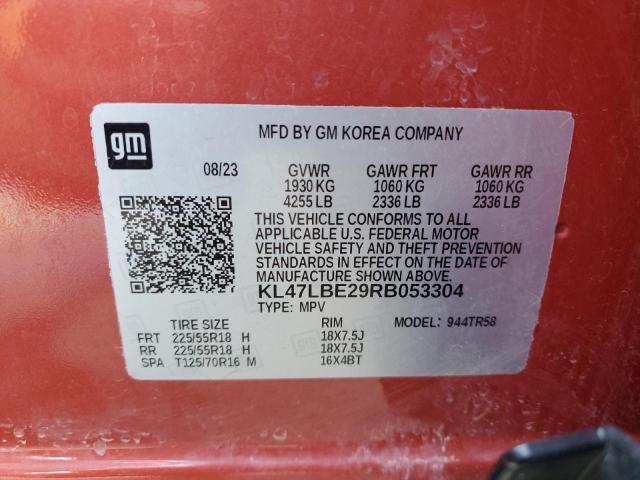 gm
MFD BY GM KOREA COMPANY
08/23 GVWR GAWR FRT GAWR RR
1930 KG 1060 KG 1060 KG
4255 LB 2336 LB 2336 LB
THIS VEHICLE CONFORMS TO ALL
APPLICABLE U.S. FEDERAL MOTOR
VEHICLE SAFETY AND THEFT PREVENTION
STANDARDS IN EFFECT ON THE DATE OF
MANUFACTURE SHOWN ABOVE.
KL47LBE29RB053304
TYPE: MPV
TIRE SIZE RIM MODEL: 944TR58
FRT 225/55R18 H 18X7.5J
RR 225/55R18 H 18X7.5J
SPA T125/70R16 M 16X4BT